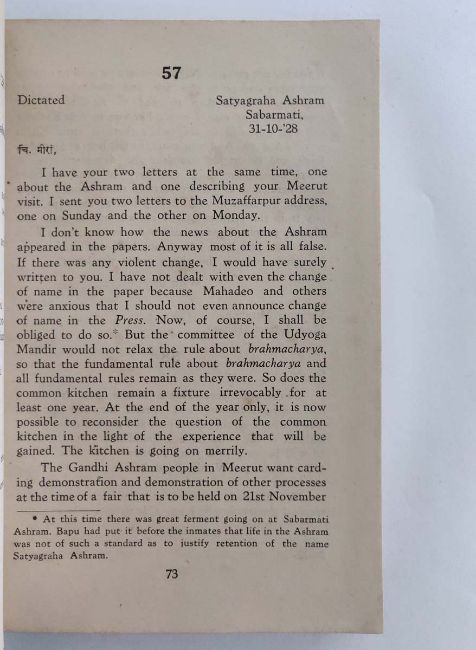 57
Dictated
Satyagraha Ashram
Sabarmati,
31-10-'28
चि. मीरां,
I have your two letters at the same time, one
about the Ashram and one describing your Meerut
visit. I sent you two letters to the Muzaffarpur address,
one on Sunday and the other on Monday.
I don't know how the news about the Ashram
appeared in the papers. Anyway most of it is all false.
If there was any violent change, I would have surely
written to you. I have not dealt with even the change
of name in the paper because Mahadeo and others
were anxious that I should not even announce change
of name in the Press. Now, of course, I shall be
obliged to do so.* But the committee of the Udyoga
Mandir would not relax the rule about brahmacharya,
so that the fundamental rule about brahmacharya and
all fundamental rules remain as they were. So does the
common kitchen remain a fixture irrevocably for at
least one year. At the end of the year only, it is now
possible to reconsider the question of the common
kitchen in the light of the experience that will be
gained. The kitchen is going on merrily.
The Gandhi Ashram people in Meerut want card-
ing demonstration and demonstration of other processes
at the time of a fair that is to be held on 21st November
* At this time there was great ferment going on at Sabarmati
Ashram. Bapu had put it before the inmates that life in the Ashram
was not of such a standard as to justify retention of the name
Satyagraha Ashram.
73